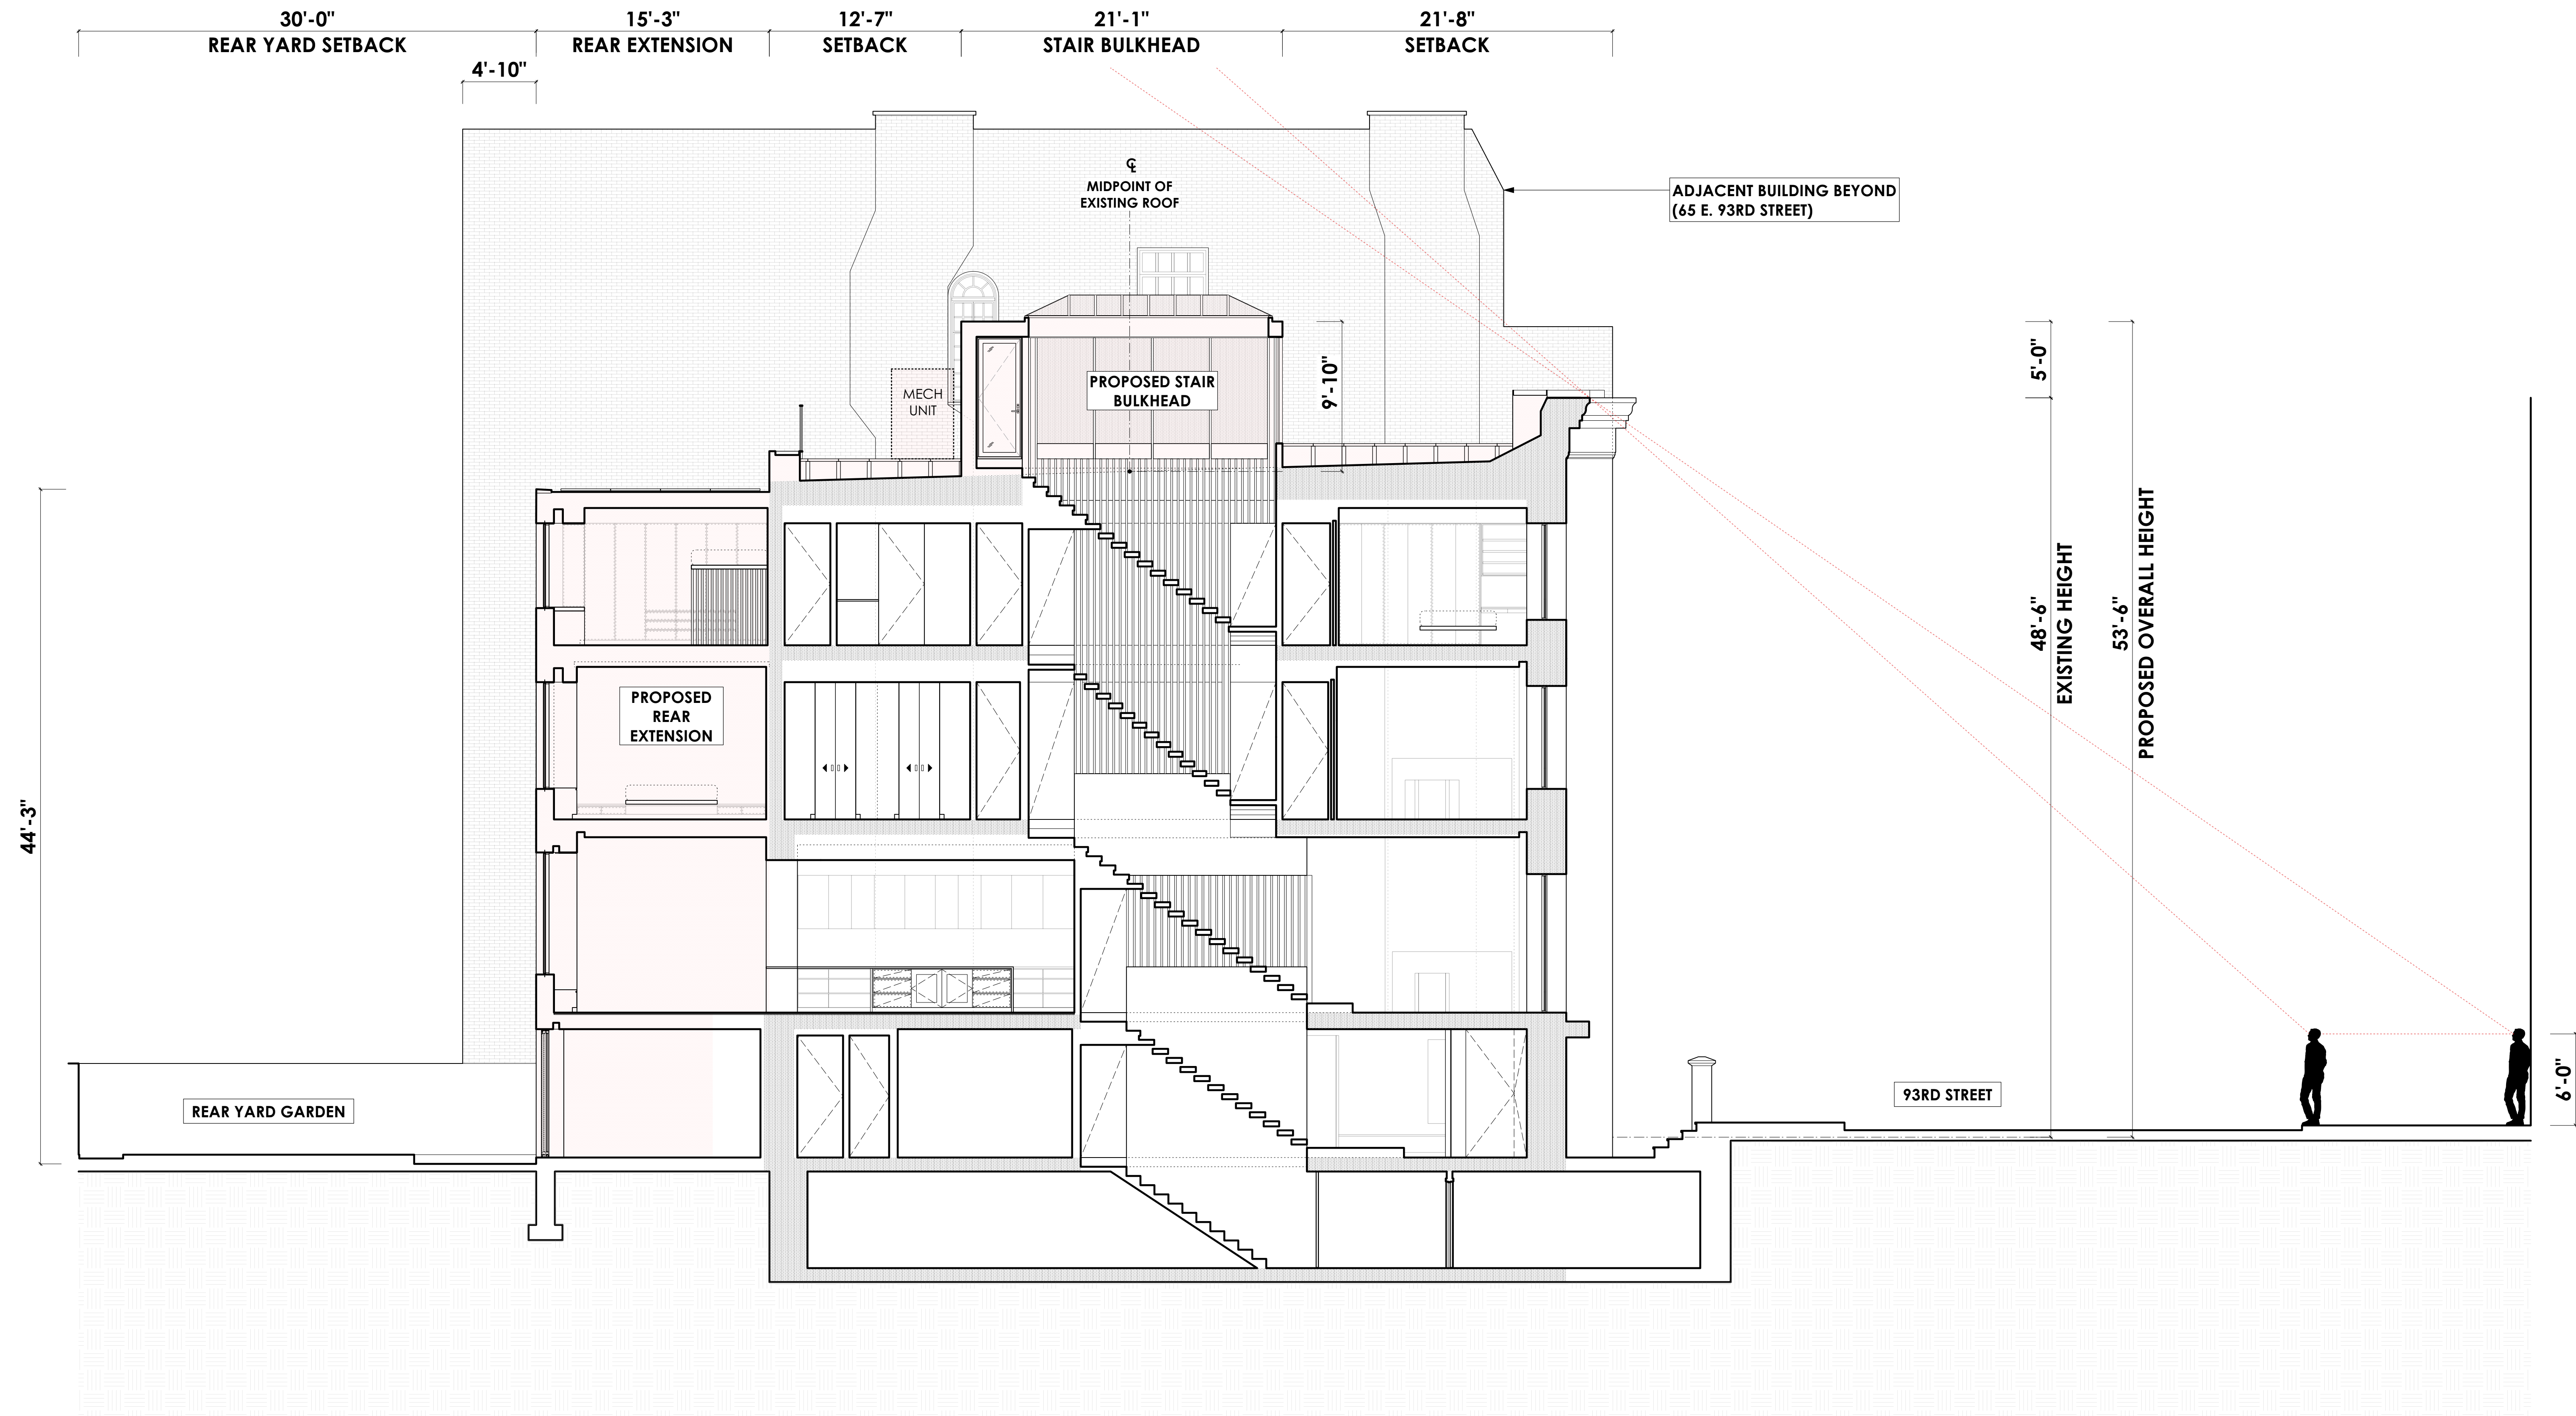 30'-0"
REAR YARD SETBACK
15'-3"
REAR EXTENSION
12'-7"
SETBACK
21'-1"
STAIR BULKHEAD
21'-8"
SETBACK
4'-10"
℄
MIDPOINT OF
EXISTING ROOF
ADJACENT BUILDING BEYOND
(65 E. 93RD STREET)
MECH
UNIT
PROPOSED STAIR
BULKHEAD
9'-10"
5'-0"
48'-6"
EXISTING HEIGHT
53'-6"
PROPOSED OVERALL HEIGHT
44'-3"
PROPOSED
REAR
EXTENSION
REAR YARD GARDEN
93RD STREET
6'-0"